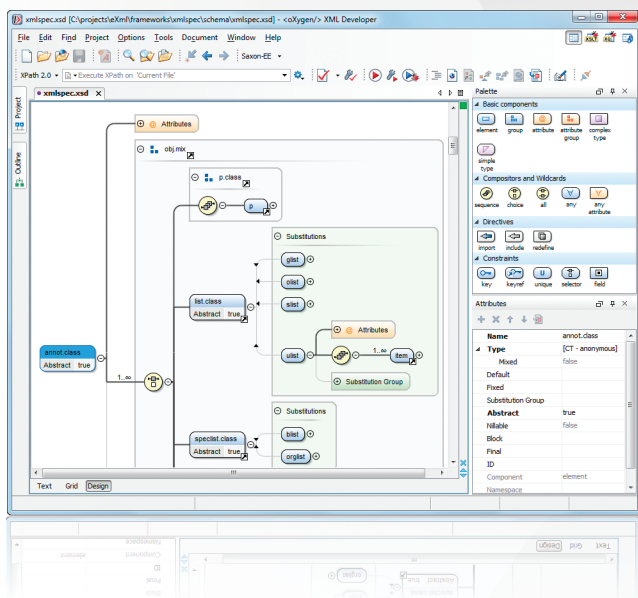 xmlspec.xsd [C:\projects\eXml\frameworks\xmlspec\schema\xmlspec.xsd] - <oXygen/> XML Developer
File Edit Find Project Options Tools Document Window Help
Saxon-EE
XPath 2.0 Execute XPath on 'Current File'
xmlspec.xsd
Project
Outline
Attributes
obj.mix
p.class
p
Substitutions
glist
olist
list.class
Abstract true
slist
Attributes
ulist
1..∞
item
Substitution Group
annot.class
Abstract true
1..∞
Substitutions
speclist.class
Abstract true
blist
orglist
Text Grid Design
Palette
Basic components
element group attribute attribute group complex type
simple type
Compositors and Wildcards
sequence choice all any any attribute
Directives
import include redefine
Constraints
key keyref unique selector field
Attributes
Name annot.class
Type [CT - anonymous]
Mixed false
Default
Fixed
Substitution Group
Abstract true
Nillable false
Block
Final
ID
Component element
Namespace